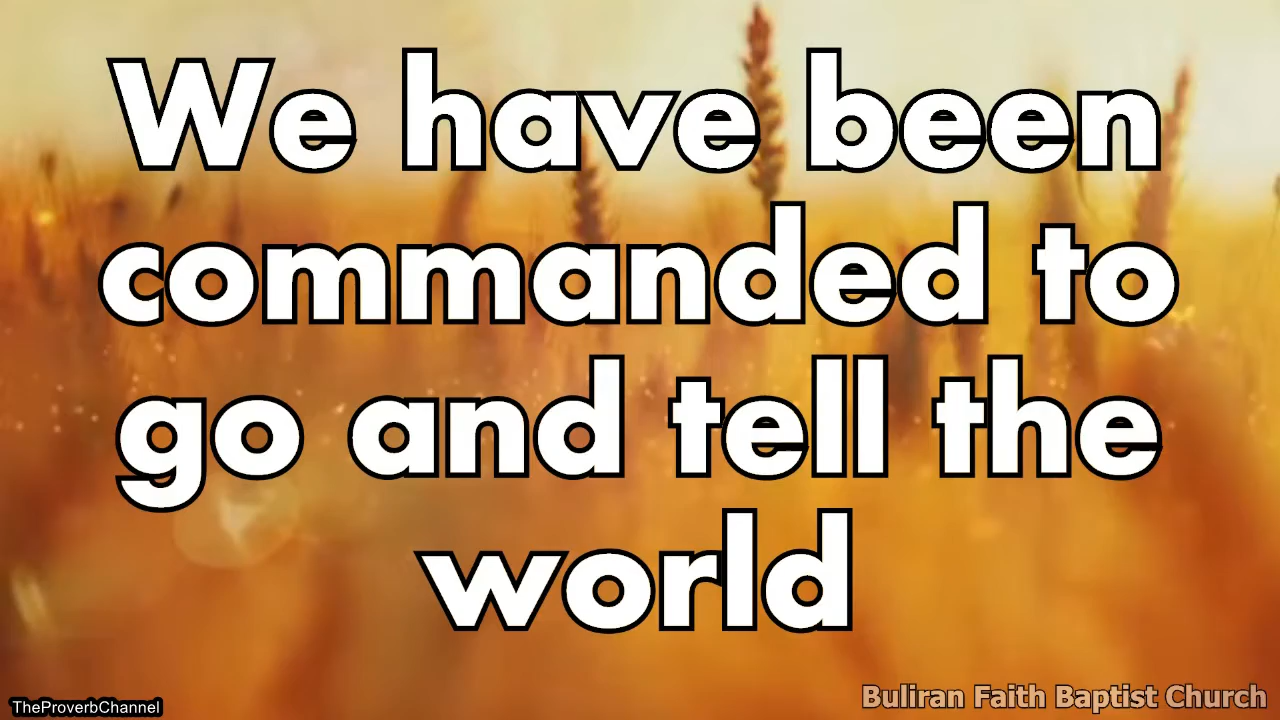 We have been
commanded to
go and tell the
world
TheProverbChannel
Buliran Faith Baptist Church